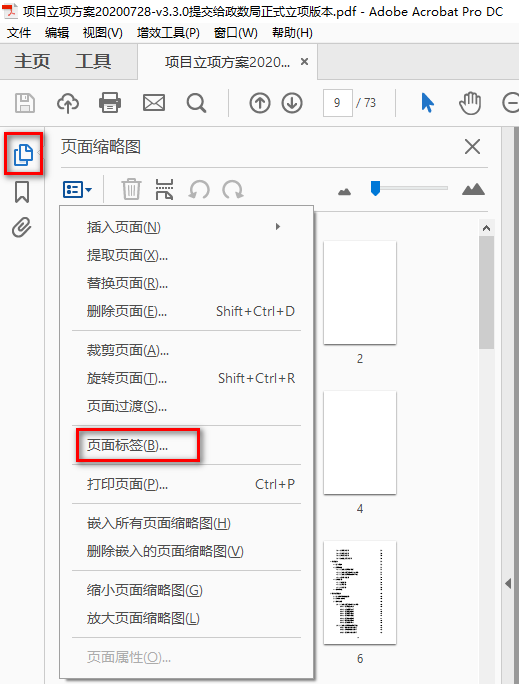 项目立项方案20200728-v3.3.0提交给政数局正式立项版本.pdf - Adobe Acrobat Pro DC
文件 编辑 视图(V) 增效工具(P) 窗口(W) 帮助(H)
主页 工具 项目立项方案2020... ×
9 / 73
页面缩略图
插入页面(N)
提取页面(X)...
替换页面(R)...
删除页面(E)... Shift+Ctrl+D
裁剪页面(A)...
旋转页面(T)... Shift+Ctrl+R
页面过渡(S)...
页面标签(B)...
打印页面(P)... Ctrl+P
嵌入所有页面缩略图(H)
删除嵌入的页面缩略图(V)
缩小页面缩略图(G)
放大页面缩略图(L)
页面属性(O)...
2
4
6